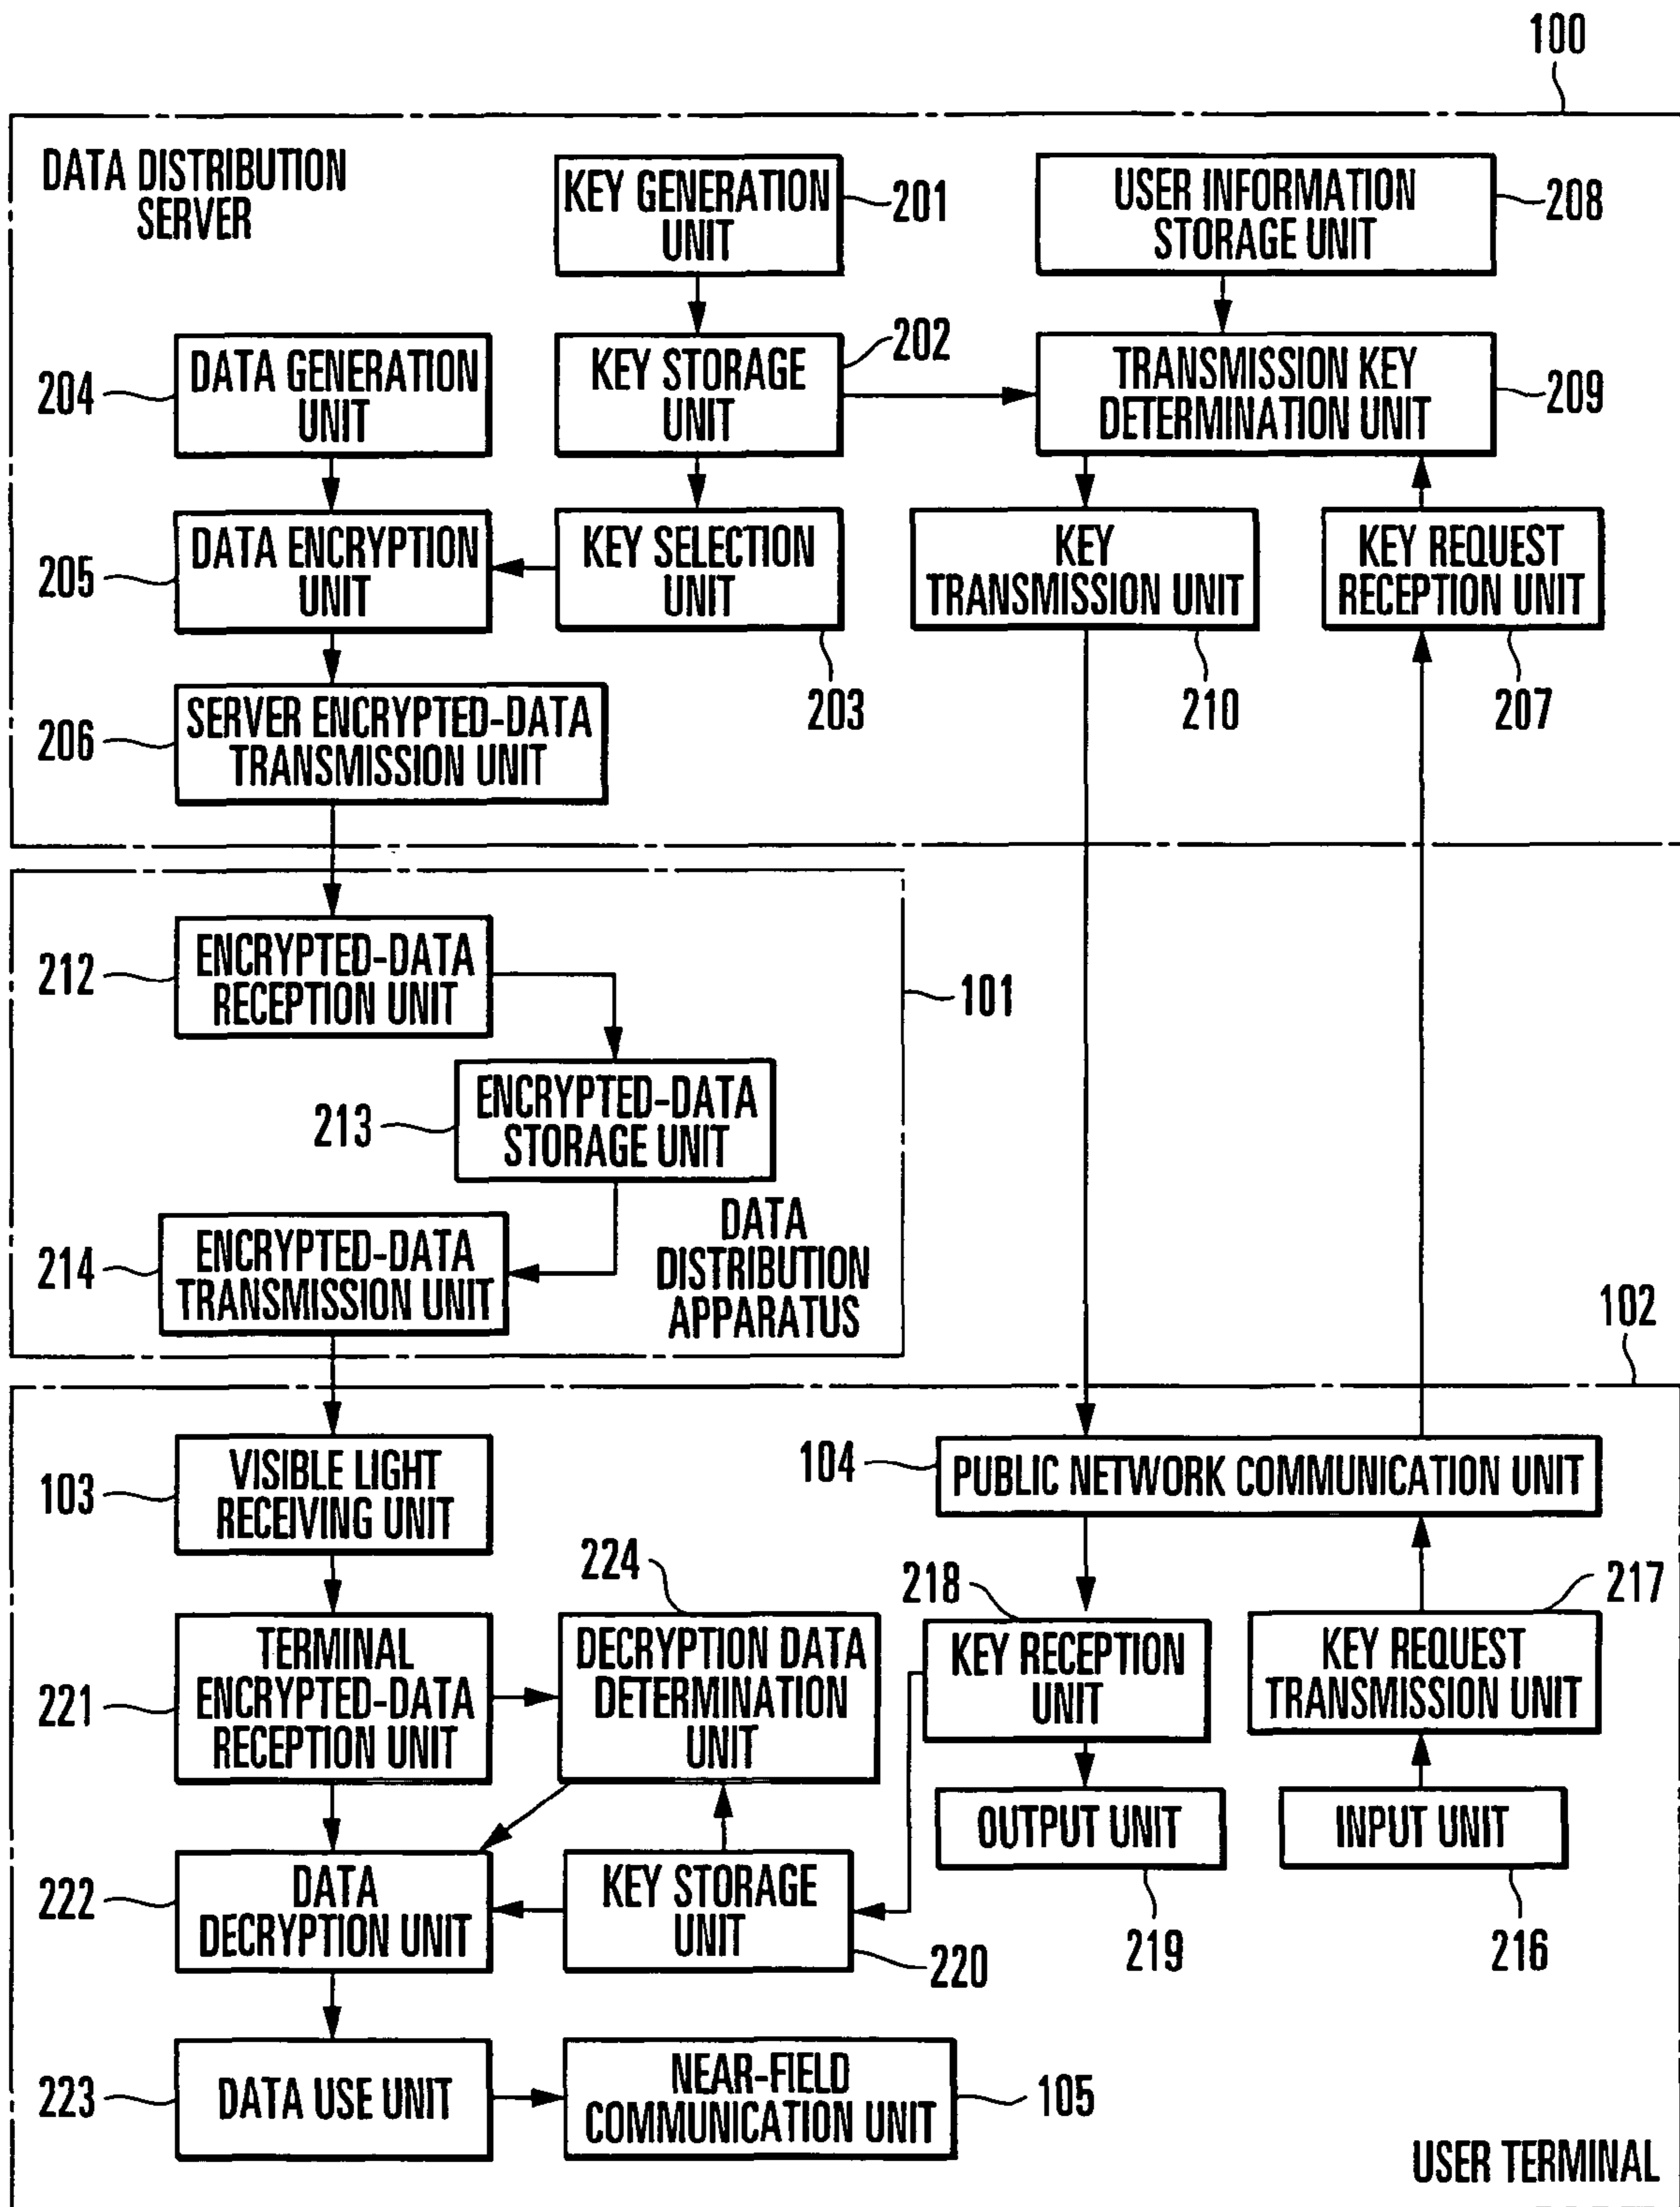 100
DATA DISTRIBUTION
SERVER
KEY GENERATION
UNIT
201
USER INFORMATION
STORAGE UNIT
208
204
DATA GENERATION
UNIT
KEY STORAGE
UNIT
202
TRANSMISSION KEY
DETERMINATION UNIT
209
205
DATA ENCRYPTION
UNIT
KEY SELECTION
UNIT
203
KEY
TRANSMISSION UNIT
210
KEY REQUEST
RECEPTION UNIT
207
206
SERVER ENCRYPTED-DATA
TRANSMISSION UNIT
212
ENCRYPTED-DATA
RECEPTION UNIT
101
213
ENCRYPTED-DATA
STORAGE UNIT
214
ENCRYPTED-DATA
TRANSMISSION UNIT
DATA
DISTRIBUTION
APPARATUS
102
103
VISIBLE LIGHT
RECEIVING UNIT
104
PUBLIC NETWORK COMMUNICATION UNIT
221
TERMINAL
ENCRYPTED-DATA
RECEPTION UNIT
224
DECRYPTION DATA
DETERMINATION
UNIT
218
KEY RECEPTION
UNIT
217
KEY REQUEST
TRANSMISSION UNIT
OUTPUT UNIT
219
INPUT UNIT
216
222
DATA
DECRYPTION UNIT
KEY STORAGE
UNIT
220
223
DATA USE UNIT
NEAR-FIELD
COMMUNICATION UNIT
105
USER TERMINAL